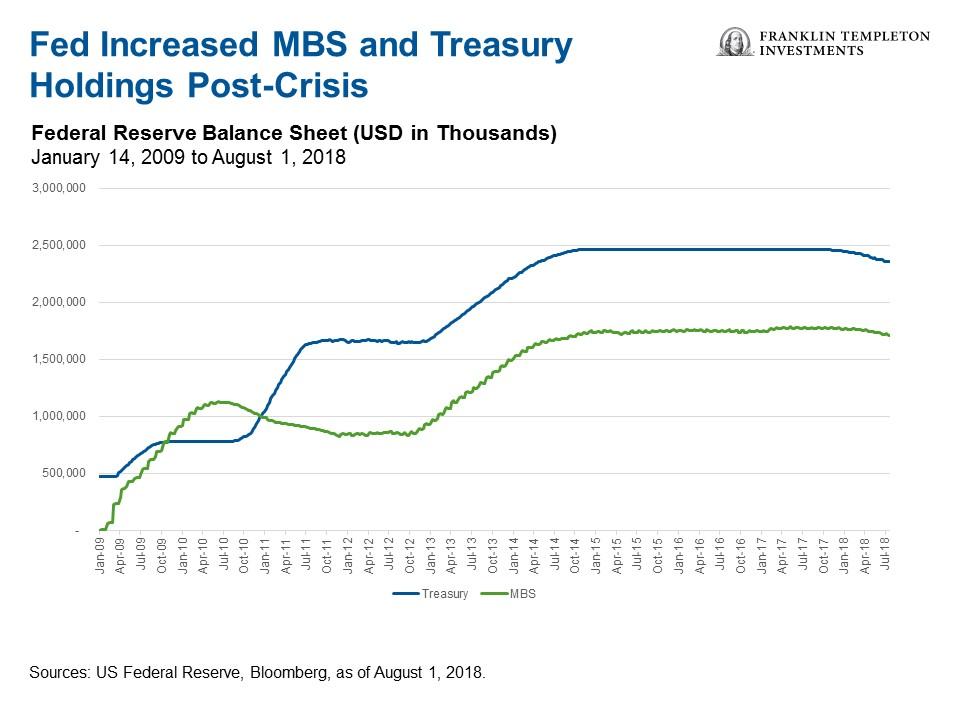 Fed Increased MBS and Treasury
Holdings Post-Crisis
FRANKLIN TEMPLETON
INVESTMENTS
Federal Reserve Balance Sheet (USD in Thousands)
January 14, 2009 to August 1, 2018
3,000,000
2,500,000
2,000,000
1,500,000
1,000,000
500,000
-
Jan-09
Apr-09
Jul-09
Oct-09
Jan-10
Apr-10
Jul-10
Oct-10
Jan-11
Apr-11
Jul-11
Oct-11
Jan-12
Apr-12
Jul-12
Oct-12
Jan-13
Apr-13
Jul-13
Oct-13
Jan-14
Apr-14
Jul-14
Oct-14
Jan-15
Apr-15
Jul-15
Oct-15
Jan-16
Apr-16
Jul-16
Oct-16
Jan-17
Apr-17
Jul-17
Oct-17
Jan-18
Apr-18
Jul-18
Treasury MBS
Sources: US Federal Reserve, Bloomberg, as of August 1, 2018.